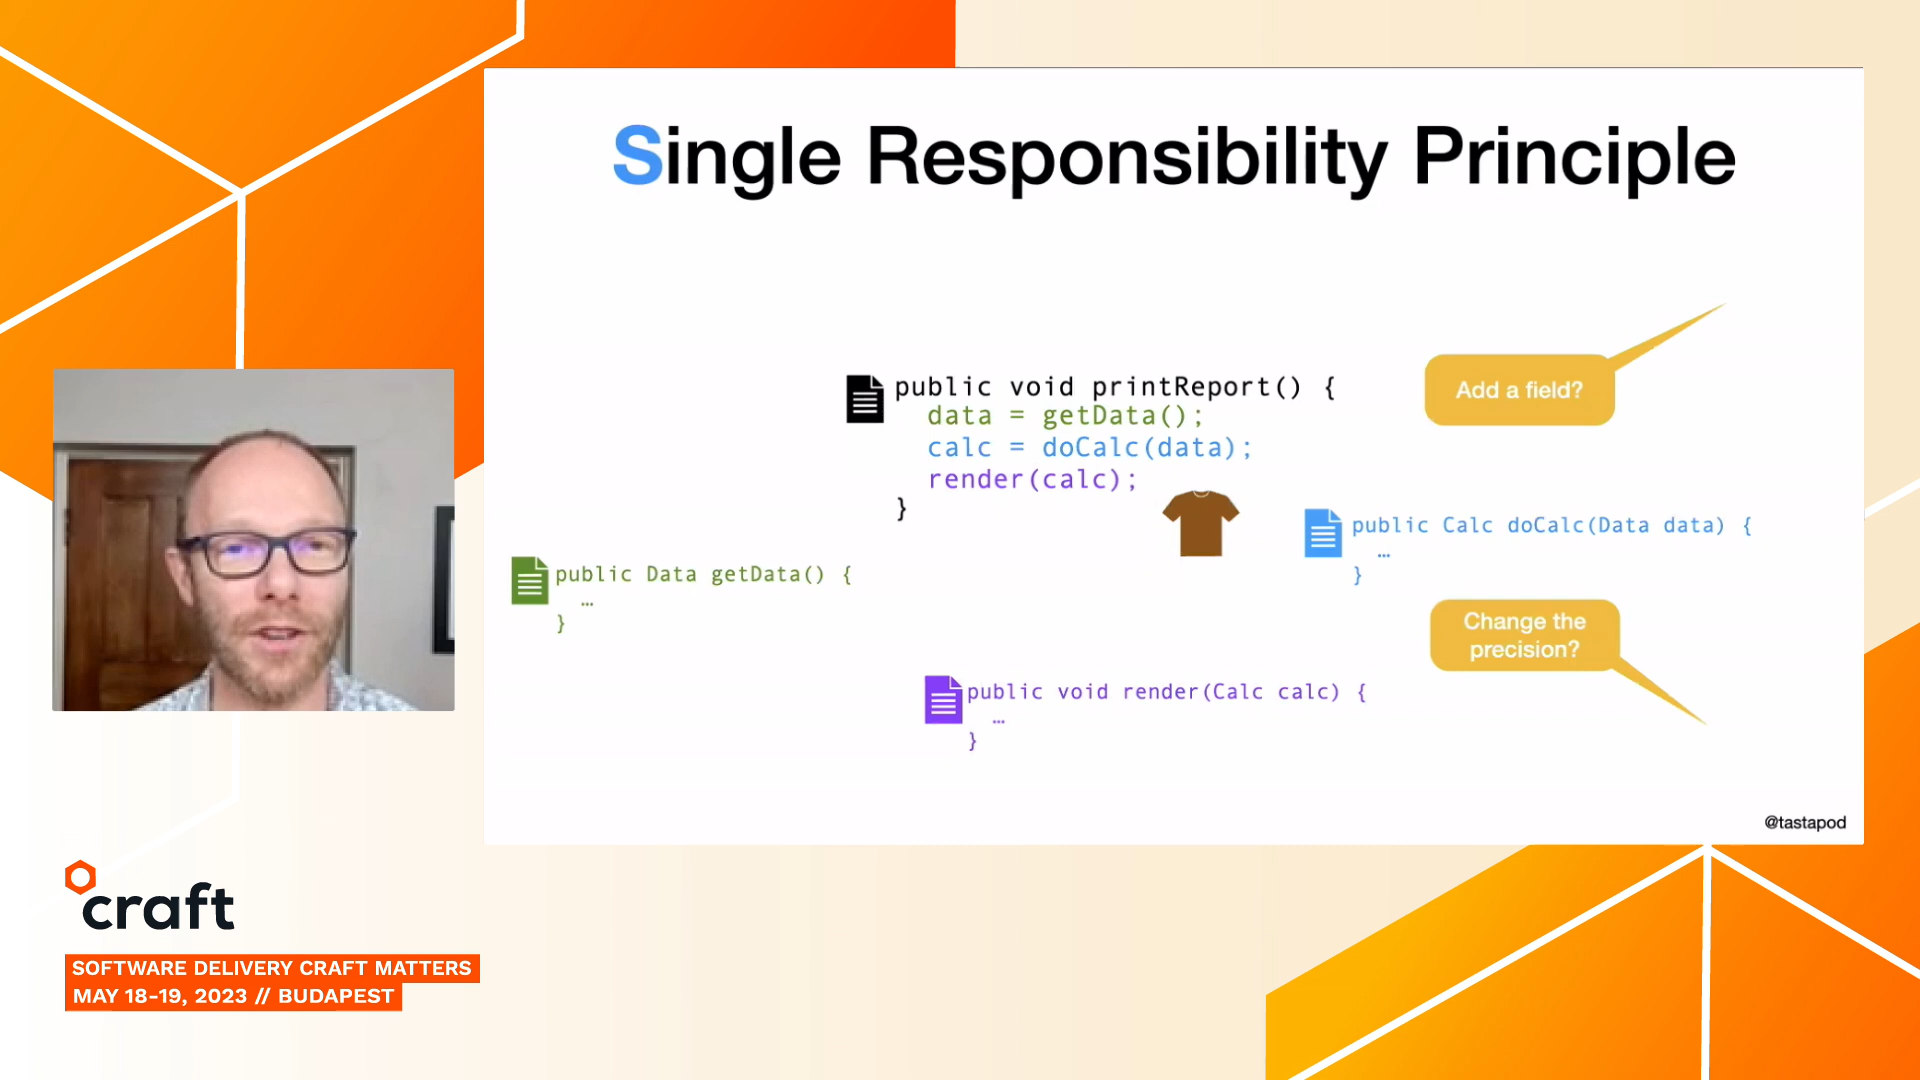 Single Responsibility Principle
public void printReport() {
data = getData();
calc = doCalc(data);
render(calc);
}
Add a field?
public Calc doCalc(Data data) {
…
}
public Data getData() {
…
}
Change the
precision?
public void render(Calc calc) {
…
}
@tastapod
craft
SOFTWARE DELIVERY CRAFT MATTERS
MAY 18-19, 2023 // BUDAPEST